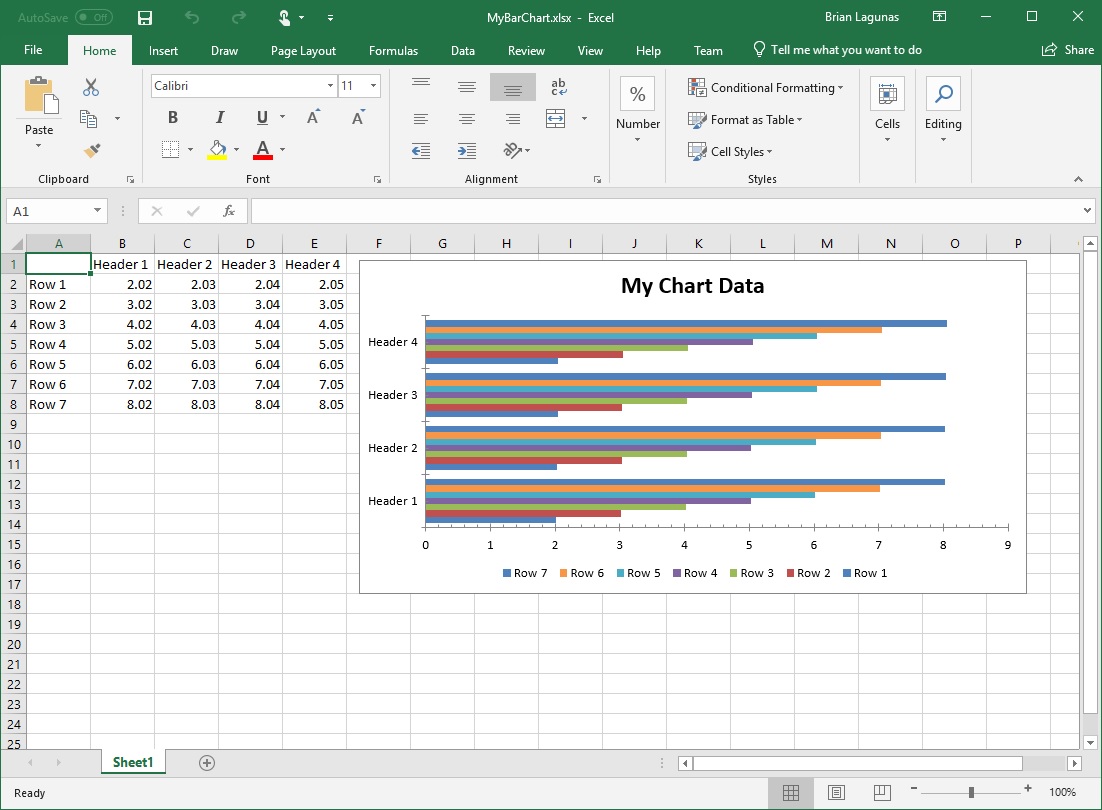 AutoSave Off MyBarChart.xlsx - Excel Brian Lagunas
File Home Insert Draw Page Layout Formulas Data Review View Help Team Tell me what you want to do Share
Paste
Calibri 11
B I U A A
A
ab
c
%
Number
Conditional Formatting
Format as Table
Cell Styles
Cells
Editing
Clipboard Font Alignment Styles
A1 fx
A B C D E F G H I J K L M N O P
1 Header 1 Header 2 Header 3 Header 4
2 Row 1 2.02 2.03 2.04 2.05
3 Row 2 3.02 3.03 3.04 3.05
4 Row 3 4.02 4.03 4.04 4.05
5 Row 4 5.02 5.03 5.04 5.05
6 Row 5 6.02 6.03 6.04 6.05
7 Row 6 7.02 7.03 7.04 7.05
8 Row 7 8.02 8.03 8.04 8.05
9
10
11
12
13
14
15
16
17
18
19
20
21
22
23
24
25
My Chart Data
Header 4
Header 3
Header 2
Header 1
0 1 2 3 4 5 6 7 8 9
Row 7 Row 6 Row 5 Row 4 Row 3 Row 2 Row 1
Sheet1
Ready 100%